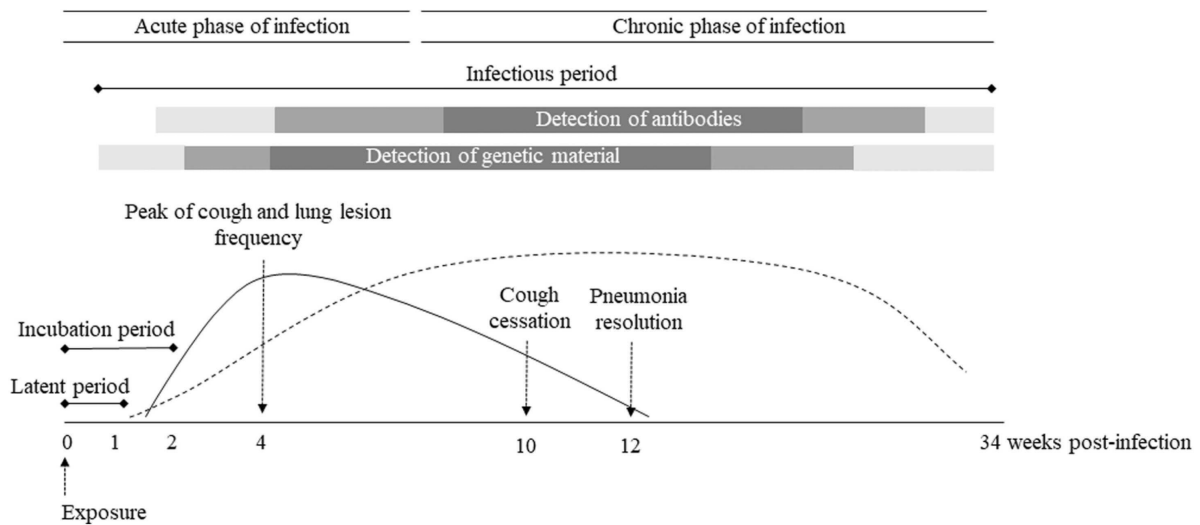 Acute phase of infection
Chronic phase of infection
Infectious period
Detection of antibodies
Detection of genetic material
Peak of cough and lung lesion
frequency
Cough
cessation
Pneumonia
resolution
Incubation period
Latent period
0 1 2 4 10 12 34 weeks post-infection
Exposure